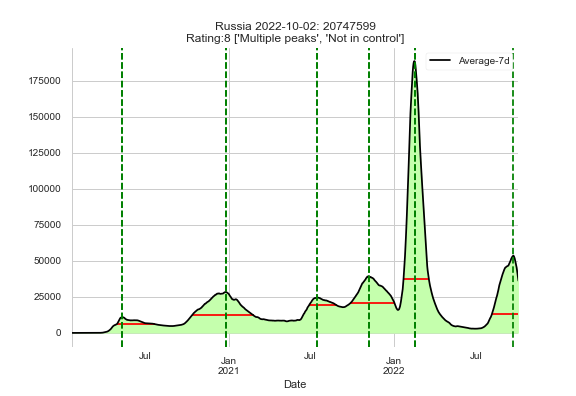 Russia 2022-10-02: 20747599
Rating:8 ['Multiple peaks', 'Not in control']
Average-7d
175000
150000
125000
100000
75000
50000
25000
0
Jul
Jan
2021
Jul
Jan
2022
Jul
Date